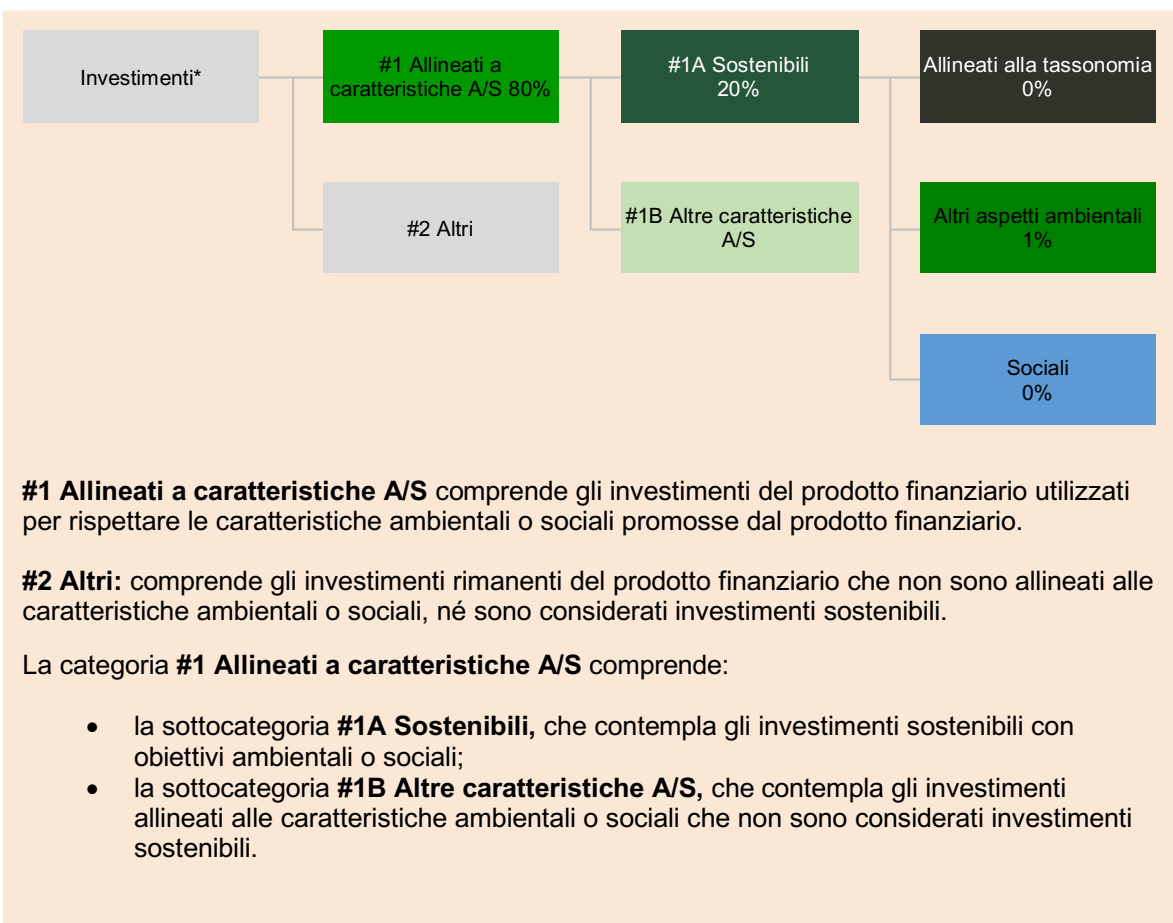 Investimenti*
#1 Allineati a
caratteristiche A/S 80%
#1A Sostenibili
20%
Allineati alla tassonomia
0%
#2 Altri
#1B Altre caratteristiche
A/S
Altri aspetti ambientali
1%
Sociali
0%
#1 Allineati a caratteristiche A/S comprende gli investimenti del prodotto finanziario utilizzati
per rispettare le caratteristiche ambientali o sociali promosse dal prodotto finanziario.
#2 Altri: comprende gli investimenti rimanenti del prodotto finanziario che non sono allineati alle
caratteristiche ambientali o sociali, né sono considerati investimenti sostenibili.
La categoria #1 Allineati a caratteristiche A/S comprende:
• la sottocategoria #1A Sostenibili, che contempla gli investimenti sostenibili con
obiettivi ambientali o sociali;
• la sottocategoria #1B Altre caratteristiche A/S, che contempla gli investimenti
allineati alle caratteristiche ambientali o sociali che non sono considerati investimenti
sostenibili.